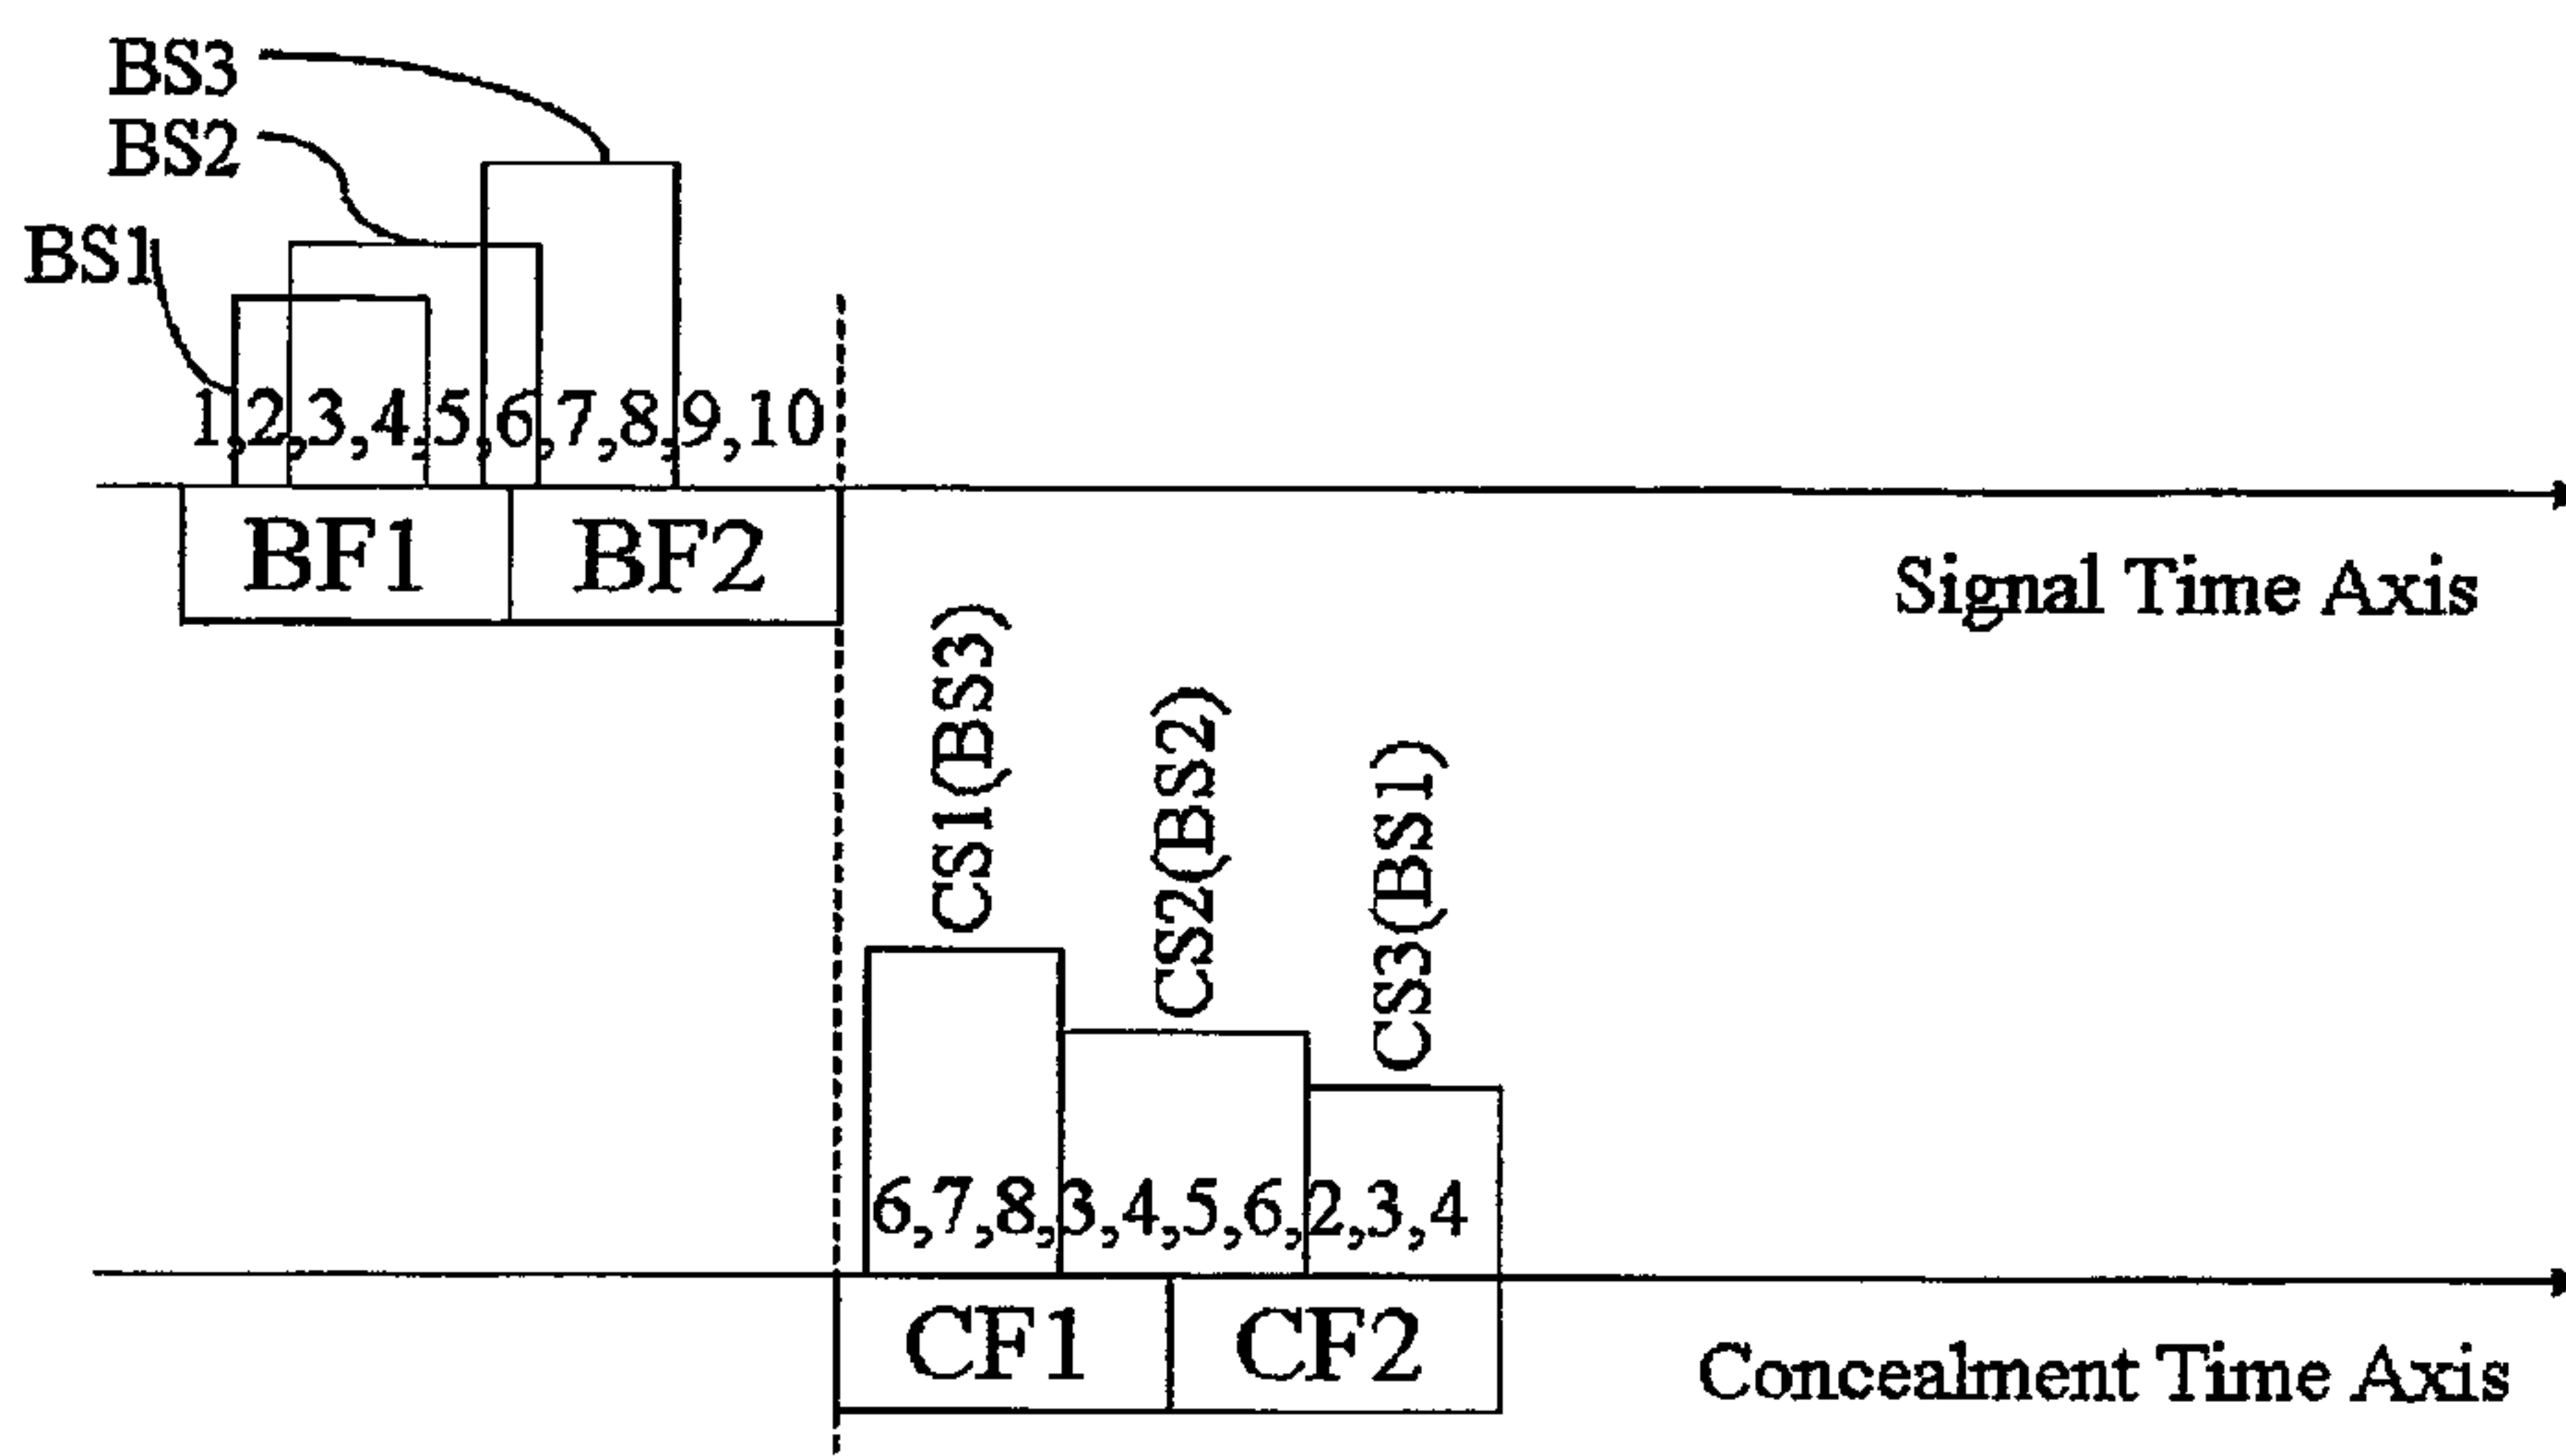 BS3
BS2
BS1
1,2,3,4,5,6,7,8,9,10
BF1 BF2
Signal Time Axis
CS1(BS3)
CS2(BS2)
CS3(BS1)
6,7,8,3,4,5,6,2,3,4
CF1 CF2
Concealment Time Axis